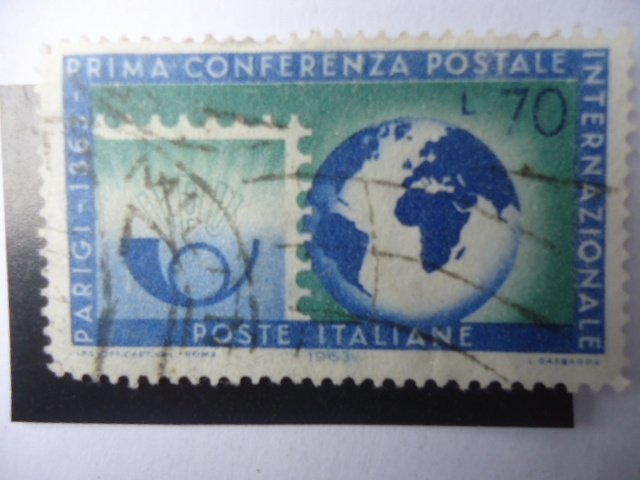 PARIGI-1863-PRIMA CONFERENZA POSTALE INTERNAZIONALE
L 70
POSTE ITALIANE
1963